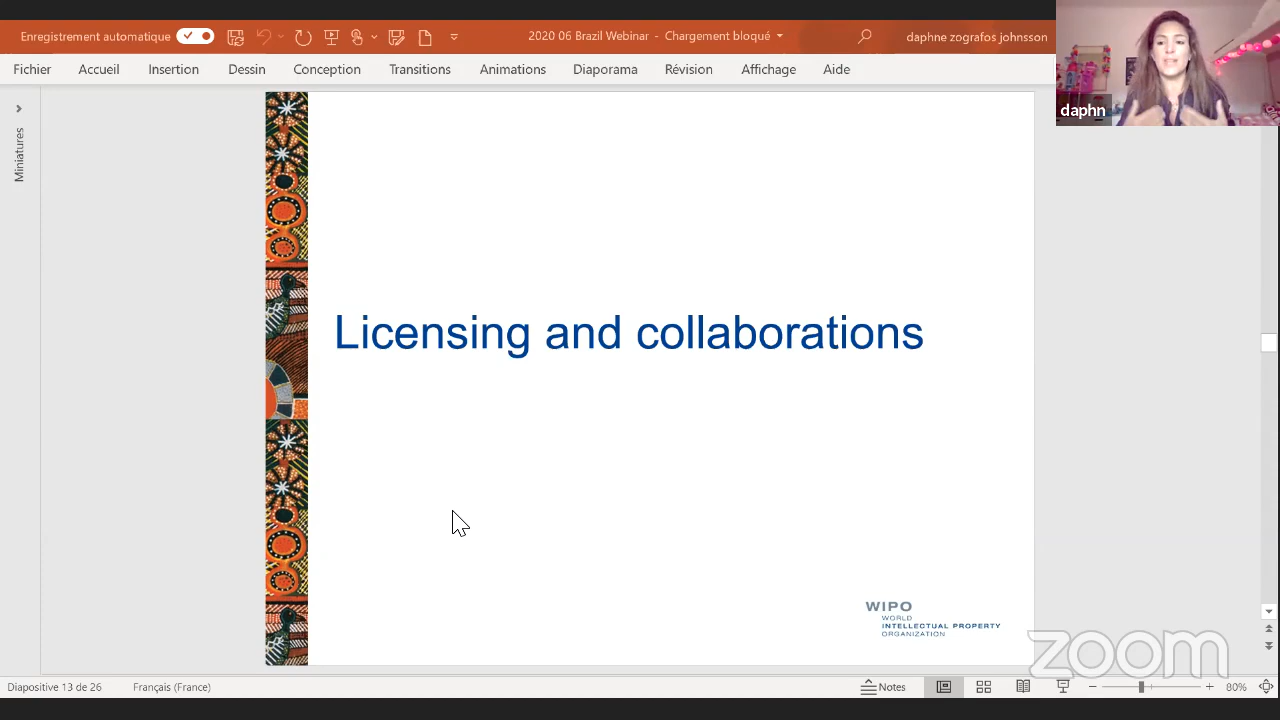 Enregistrement automatique
2020 06 Brazil Webinar - Chargement bloqué
daphne zografos johnsson
Fichier Accueil Insertion Dessin Conception Transitions Animations Diaporama Révision Affichage Aide
daphn
Miniatures
Licensing and collaborations
WIPO
WORLD
INTELLECTUAL PROPERTY
ORGANIZATION
zoom
Diapositive 13 de 26 Français (France) Notes 80%